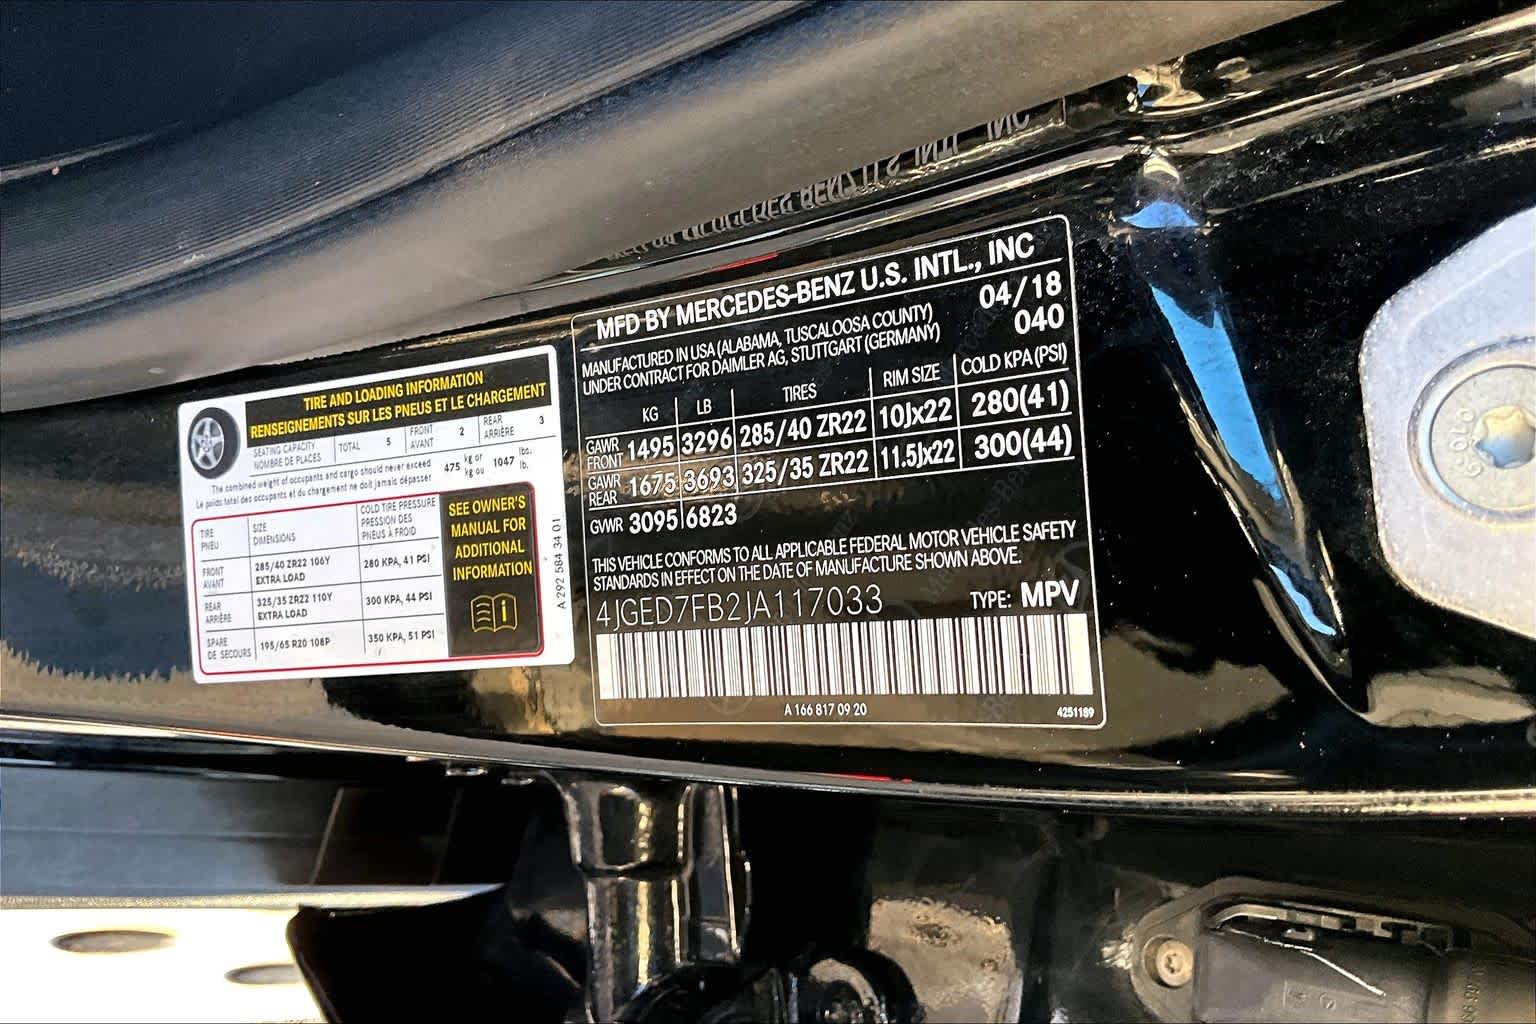 TIRE AND LOADING INFORMATION
RENSEIGNEMENTS SUR LES PNEUS ET LE CHARGEMENT
SEATING CAPACITY
NOMBRE DE PLACES
TOTAL 5
FRONT
AVANT
2
REAR
ARRIÈRE
3
The combined weight of occupants and cargo should never exceed
Le poids total des occupants et du chargement ne doit jamais dépasser
475 kg or
kg ou
1047 lbs.
lb.
TIRE
PNEU
SIZE
DIMENSIONS
COLD TIRE PRESSURE
PRESSION DES
PNEUS À FROID
FRONT
AVANT
285/40 ZR22 106Y
EXTRA LOAD
280 KPA, 41 PSI
REAR
ARRIÈRE
325/35 ZR22 110Y
EXTRA LOAD
300 KPA, 44 PSI
SPARE
DE SECOURS
195/65 R20 108P
350 KPA, 51 PSI
SEE OWNER'S
MANUAL FOR
ADDITIONAL
INFORMATION
A 292 584 34 01
MFD BY MERCEDES-BENZ U.S. INTL., INC
MANUFACTURED IN USA (ALABAMA, TUSCALOOSA COUNTY)
UNDER CONTRACT FOR DAIMLER AG, STUTTGART (GERMANY)
04/18
040
KG LB TIRES RIM SIZE COLD KPA(PSI)
GAWR
FRONT
1495 3296 285/40 ZR22 10Jx22 280(41)
GAWR
REAR
1675 3693 325/35 ZR22 11.5Jx22 300(44)
GVWR 3095 6823
THIS VEHICLE CONFORMS TO ALL APPLICABLE FEDERAL MOTOR VEHICLE SAFETY
STANDARDS IN EFFECT ON THE DATE OF MANUFACTURE SHOWN ABOVE.
4JGED7FB2JA117033 TYPE: MPV
A 166 817 09 20
4251189